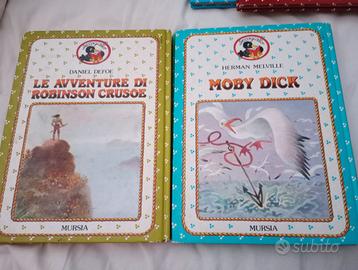 DANIEL DEFOE
LE AVVENTURE DI
ROBINSON CRUSOE
MURSIA
HERMAN MELVILLE
MOBY DICK
MURSIA
subito